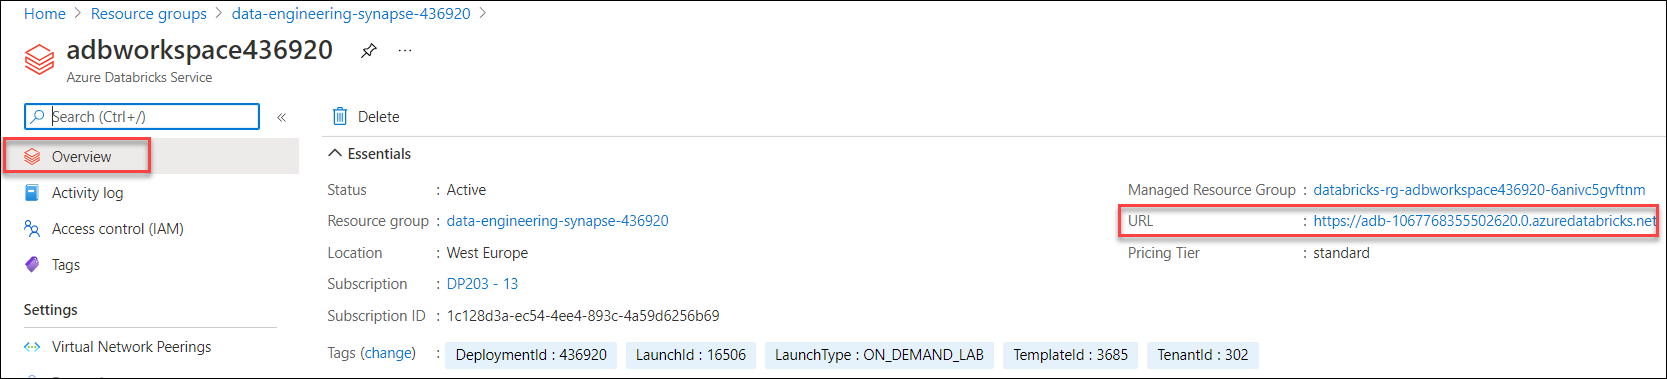 Home > Resource groups > data-engineering-synapse-436920 >
adbworkspace436920 ...
Azure Databricks Service
Search (Ctrl+/) «
Delete
Overview
Activity log
Access control (IAM)
Tags
Settings
Virtual Network Peerings
Essentials
Status : Active
Resource group : data-engineering-synapse-436920
Location : West Europe
Subscription : DP203 - 13
Subscription ID : 1c128d3a-ec54-4ee4-893c-4a59d6256b69
Tags (change) : DeploymentId : 436920 LaunchId : 16506 LaunchType : ON_DEMAND_LAB TemplateId : 3685 TenantId : 302
Managed Resource Group : databricks-rg-adbworkspace436920-6anivc5gvftnm
URL : https://adb-1067768355502620.0.azuredatabricks.net
Pricing Tier : standard